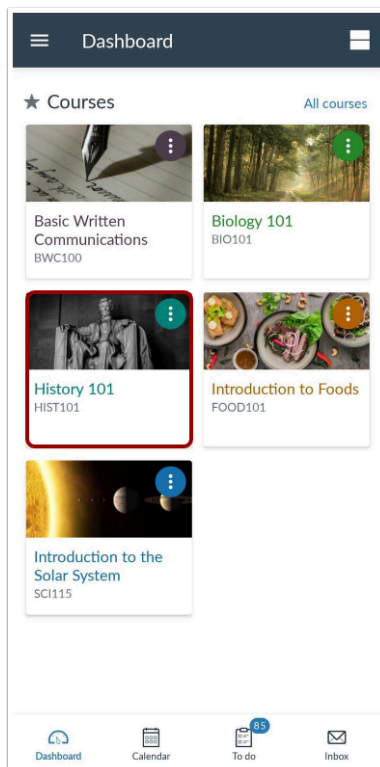 Dashboard
Courses
All courses
Basic Written
Communications
BWC100
Biology 101
BIO101
History 101
HIST101
Introduction to Foods
FOOD101
Introduction to the
Solar System
SCI115
85
Dashboard
Calendar
To do
Inbox